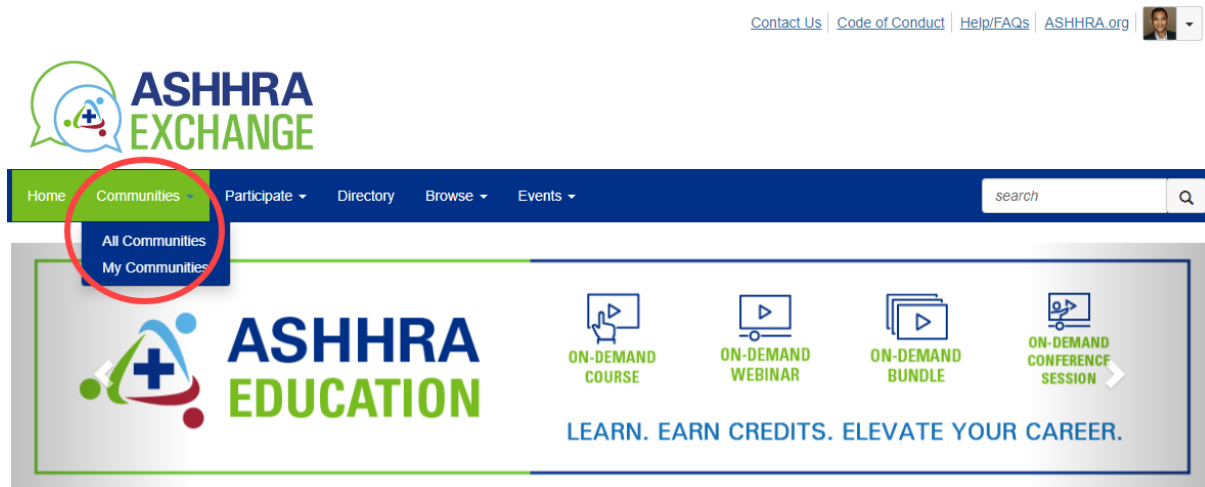 Contact Us Code of Conduct Help/FAQs ASHHRA.org
ASHHRA
EXCHANGE
Home Communities Participate Directory Browse Events search
All Communities
My Communities
ASHHRA
EDUCATION
ON-DEMAND
COURSE
ON-DEMAND
WEBINAR
ON-DEMAND
BUNDLE
ON-DEMAND
CONFERENCE
SESSION
LEARN. EARN CREDITS. ELEVATE YOUR CAREER.